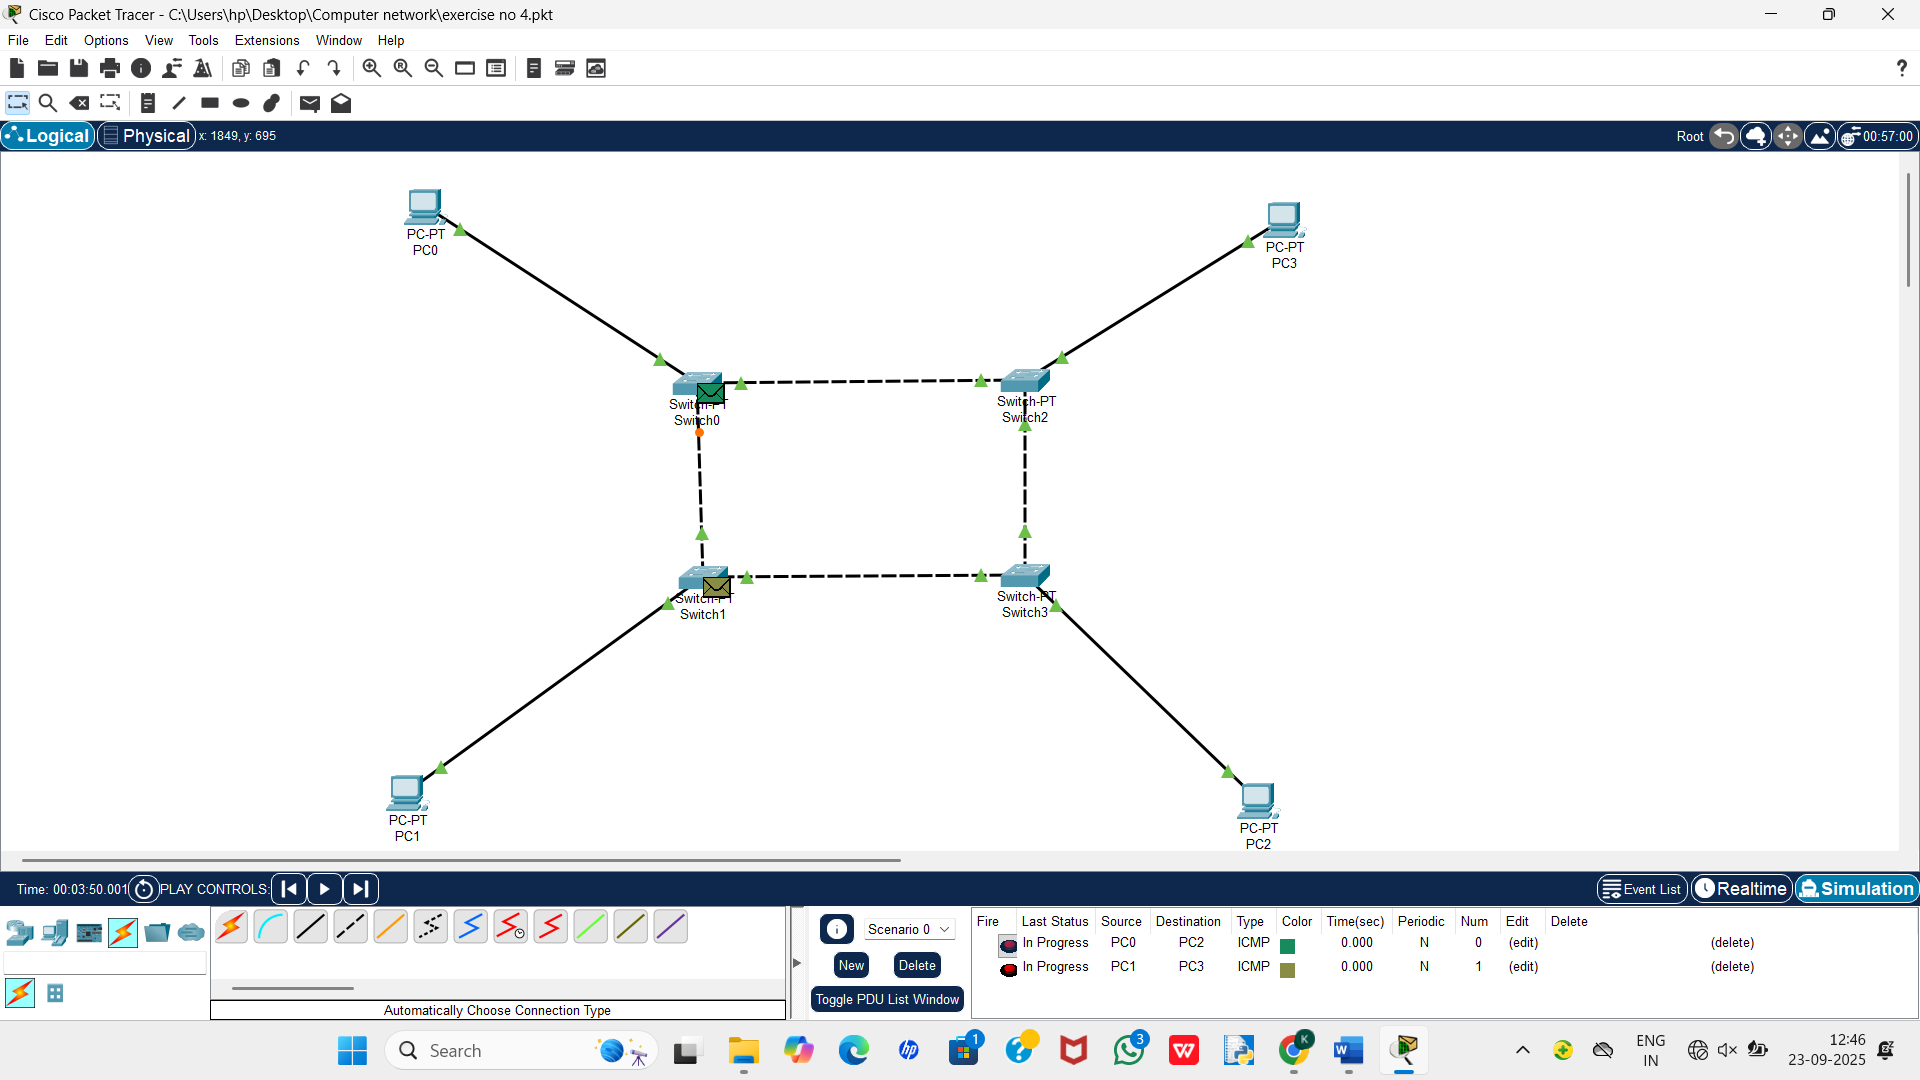 Cisco Packet Tracer - C:\Users\hp\Desktop\Computer network\exercise no 4.pkt
File Edit Options View Tools Extensions Window Help
Logical Physical x: 1849, y: 695 Root 00:57:00
PC-PT
PC0
PC-PT
PC3
Switch-PT
Switch0
Switch-PT
Switch2
Switch-PT
Switch1
Switch-PT
Switch3
PC-PT
PC1
PC-PT
PC2
Time: 00:03:50.001 PLAY CONTROLS: Event List Realtime Simulation
Scenario 0
New Delete
Toggle PDU List Window
Fire Last Status Source Destination Type Color Time(sec) Periodic Num Edit Delete
In Progress PC0 PC2 ICMP 0.000 N 0 (edit) (delete)
In Progress PC1 PC3 ICMP 0.000 N 1 (edit) (delete)
Automatically Choose Connection Type
Search
hp
1
3
K
W
ENG
IN
12:46
23-09-2025